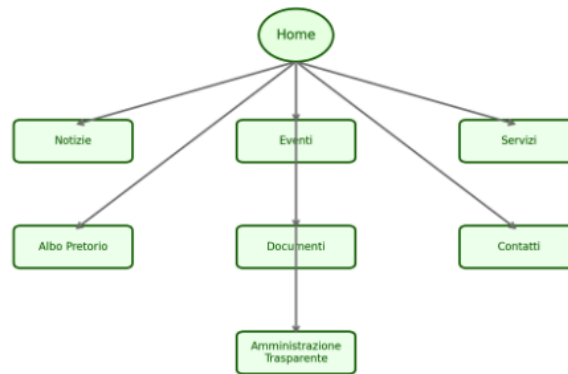 Home
Notizie
Eventi
Servizi
Albo Pretorio
Documenti
Contatti
Amministrazione
Trasparente